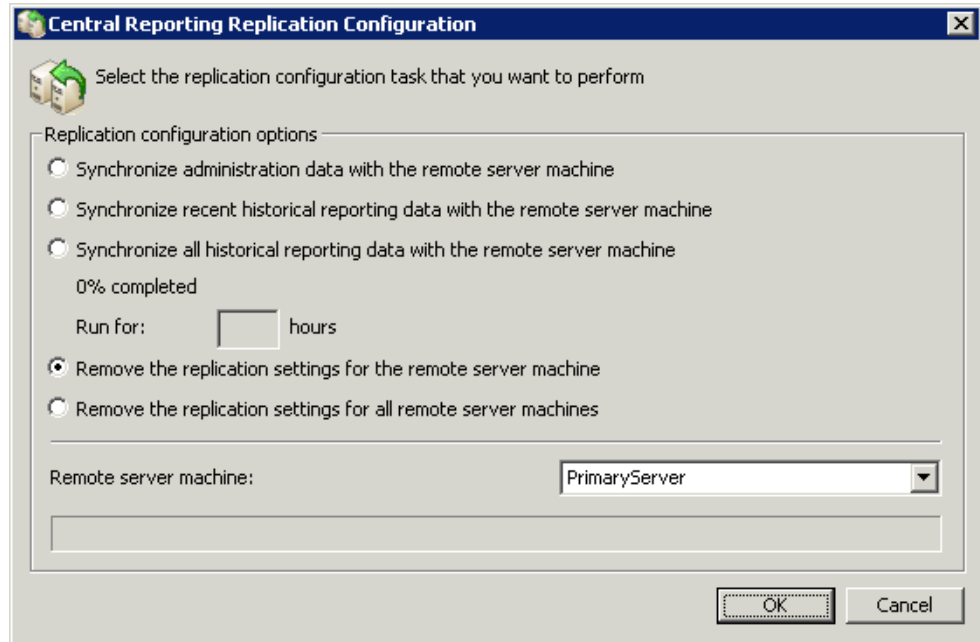 Central Reporting Replication Configuration
Select the replication configuration task that you want to perform
Replication configuration options
Synchronize administration data with the remote server machine
Synchronize recent historical reporting data with the remote server machine
Synchronize all historical reporting data with the remote server machine
0% completed
Run for: hours
Remove the replication settings for the remote server machine
Remove the replication settings for all remote server machines
Remote server machine: PrimaryServer
OK Cancel